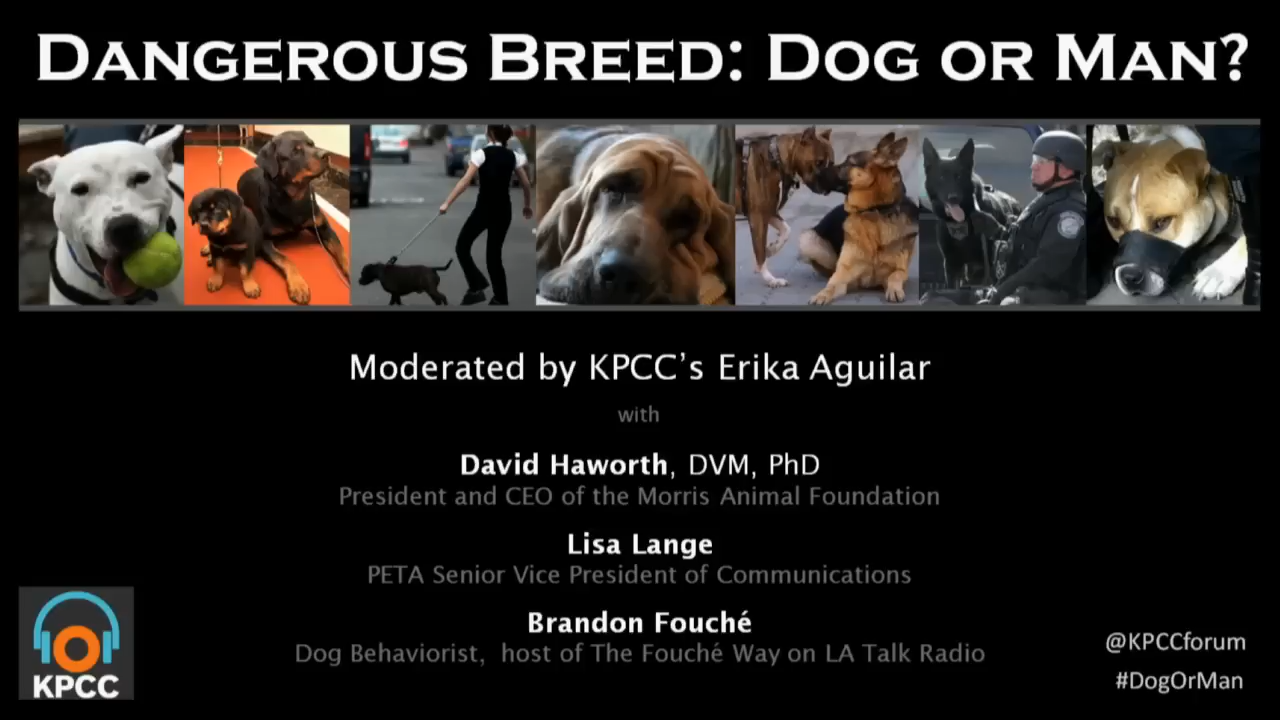 DANGEROUS BREED: DOG OR MAN?
Moderated by KPCC's Erika Aguilar
with
David Haworth, DVM, PhD
President and CEO of the Morris Animal Foundation
Lisa Lange
PETA Senior Vice President of Communications
Brandon Fouché
Dog Behaviorist, host of The Fouché Way on LA Talk Radio
KPCC
@KPCCforum
#DogOrMan